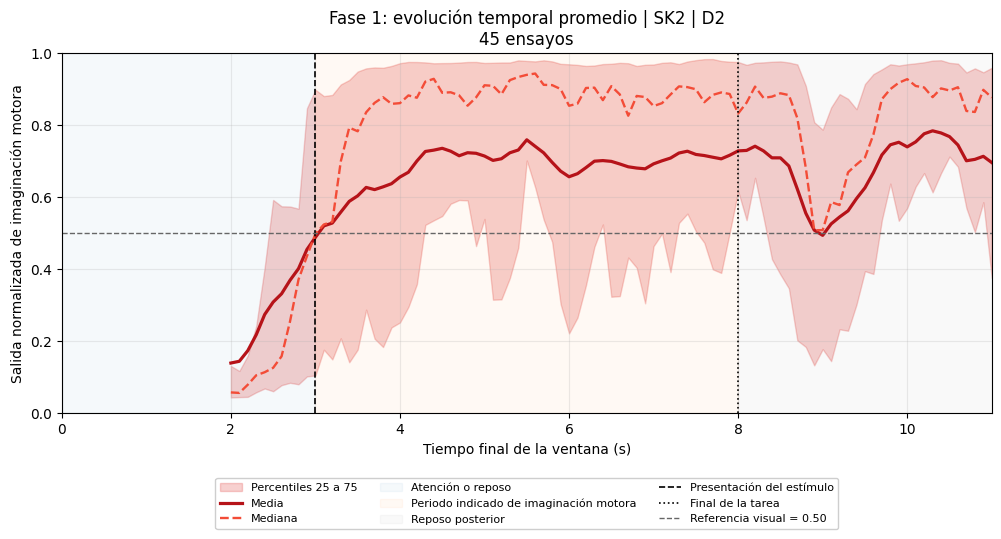 Fase 1: evolución temporal promedio | SK2 | D2
45 ensayos
Salida normalizada de imaginación motora
1.0
0.8
0.6
0.4
0.2
0.0
0
2
4
6
8
10
Tiempo final de la ventana (s)
Percentiles 25 a 75
Media
Mediana
Atención o reposo
Periodo indicado de imaginación motora
Reposo posterior
Presentación del estímulo
Final de la tarea
Referencia visual = 0.50